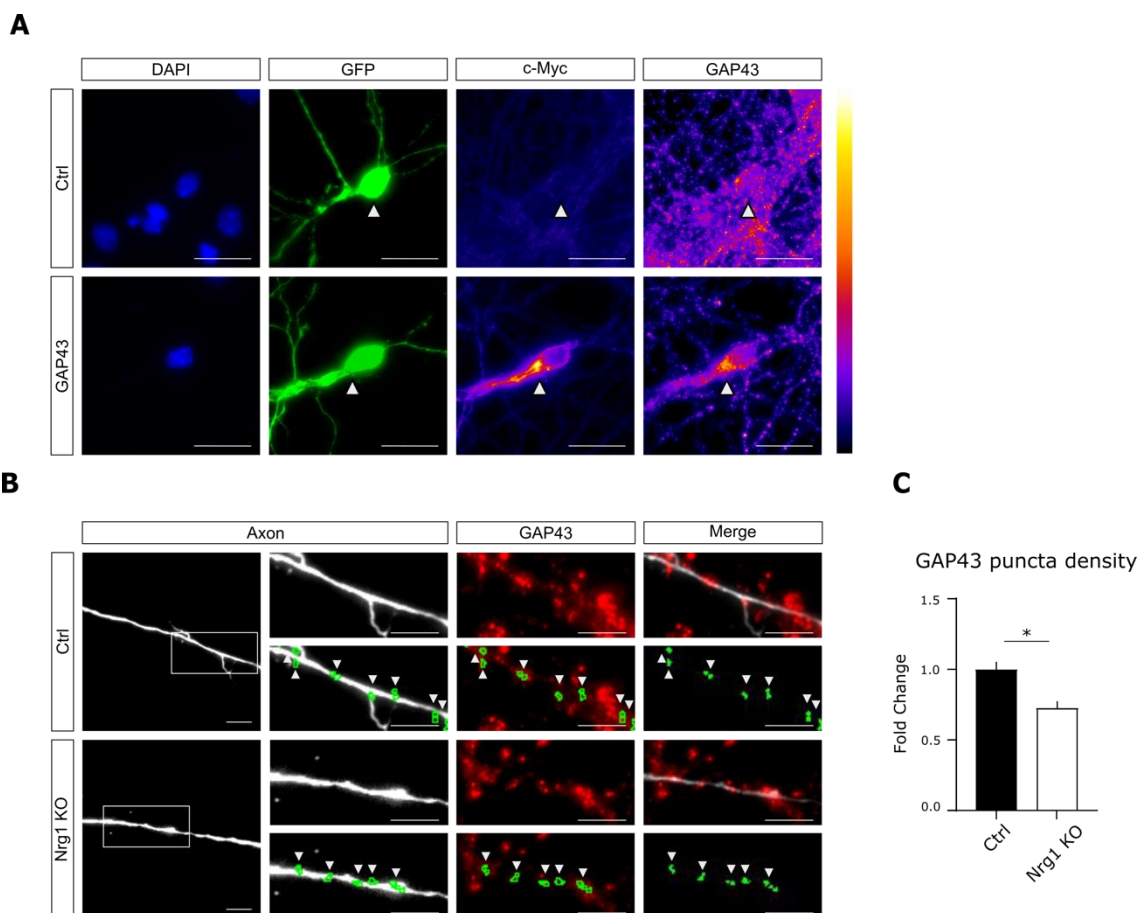 A
DAPI
GFP
c-Myc
GAP43
Ctrl
GAP43
B
Axon
GAP43
Merge
Ctrl
Nrg1 KO
C
GAP43 puncta density
1.5
1.0
0.5
0.0
Fold Change
*
Ctrl
Nrg1 KO